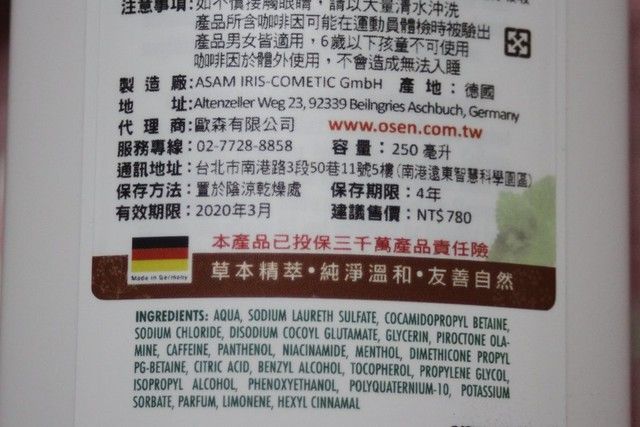 注意事項:如不慎接觸眼睛，請以大量清水沖洗
產品所含咖啡因可能在運動員體檢時被驗出
產品男女皆適用，6歲以下孩童不可使用
咖啡因於體外使用，不會造成無法入睡
製造廠:ASAM IRIS-COMETIC GmbH 產地：德國
地址:Altenzeller Weg 23, 92339 Beilngries Aschbuch, Germany
代理商:歐森有限公司 www.osen.com.tw
服務專線：02-7728-8858 容量：250 毫升
通訊地址：台北市南港路3段50巷11號5樓(南港遠東智慧科學園區)
保存方法：置於陰涼乾燥處 保存期限：4年
有效期限：2020年3月 建議售價：NT$780
本產品已投保三千萬產品責任險
Made in Germany
草本精萃•純淨溫和•友善自然
INGREDIENTS: AQUA, SODIUM LAURETH SULFATE, COCAMIDOPROPYL BETAINE,
SODIUM CHLORIDE, DISODIUM COCOYL GLUTAMATE, GLYCERIN, PIROCTONE OLA-
MINE, CAFFEINE, PANTHENOL, NIACINAMIDE, MENTHOL, DIMETHICONE PROPYL
PG-BETAINE, CITRIC ACID, BENZYL ALCOHOL, TOCOPHEROL, PROPYLENE GLYCOL,
ISOPROPYL ALCOHOL, PHENOXYETHANOL, POLYQUATERNIUM-10, POTASSIUM
SORBATE, PARFUM, LIMONENE, HEXYL CINNAMAL